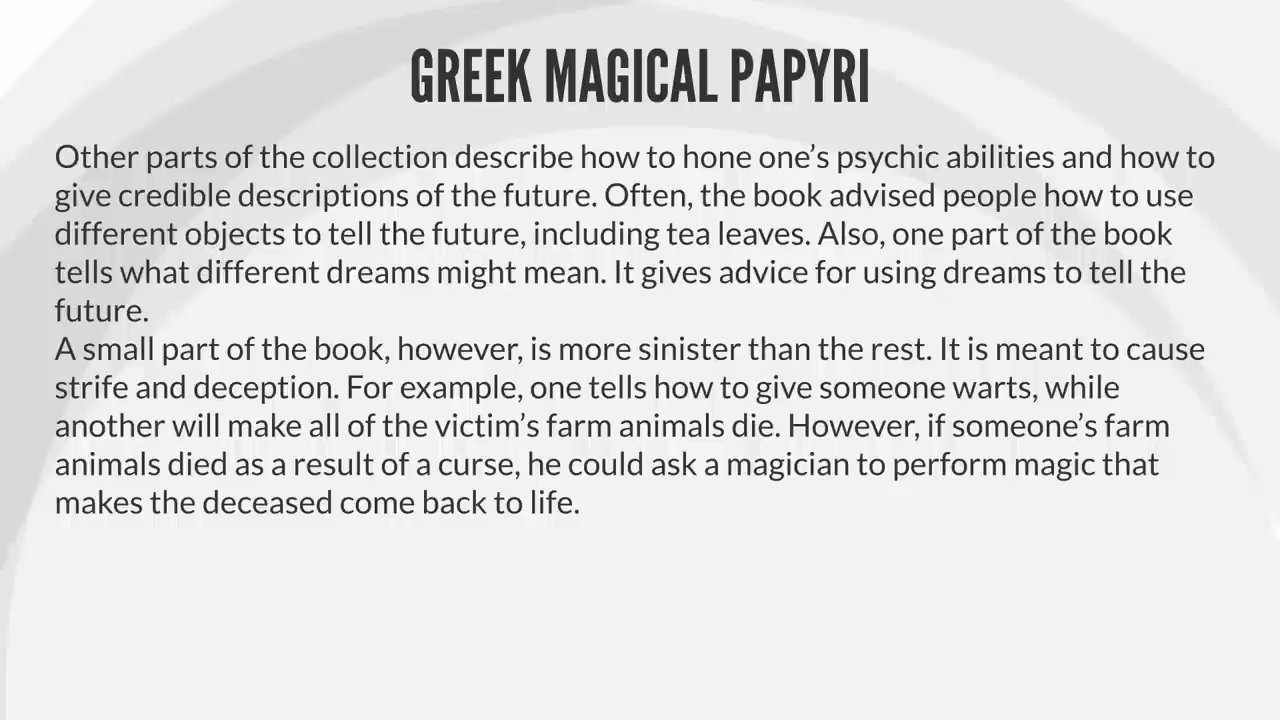 GREEK MAGICAL PAPYRI
Other parts of the collection describe how to hone one’s psychic abilities and how to
give credible descriptions of the future. Often, the book advised people how to use
different objects to tell the future, including tea leaves. Also, one part of the book
tells what different dreams might mean. It gives advice for using dreams to tell the
future.
A small part of the book, however, is more sinister than the rest. It is meant to cause
strife and deception. For example, one tells how to give someone warts, while
another will make all of the victim’s farm animals die. However, if someone’s farm
animals died as a result of a curse, he could ask a magician to perform magic that
makes the deceased come back to life.